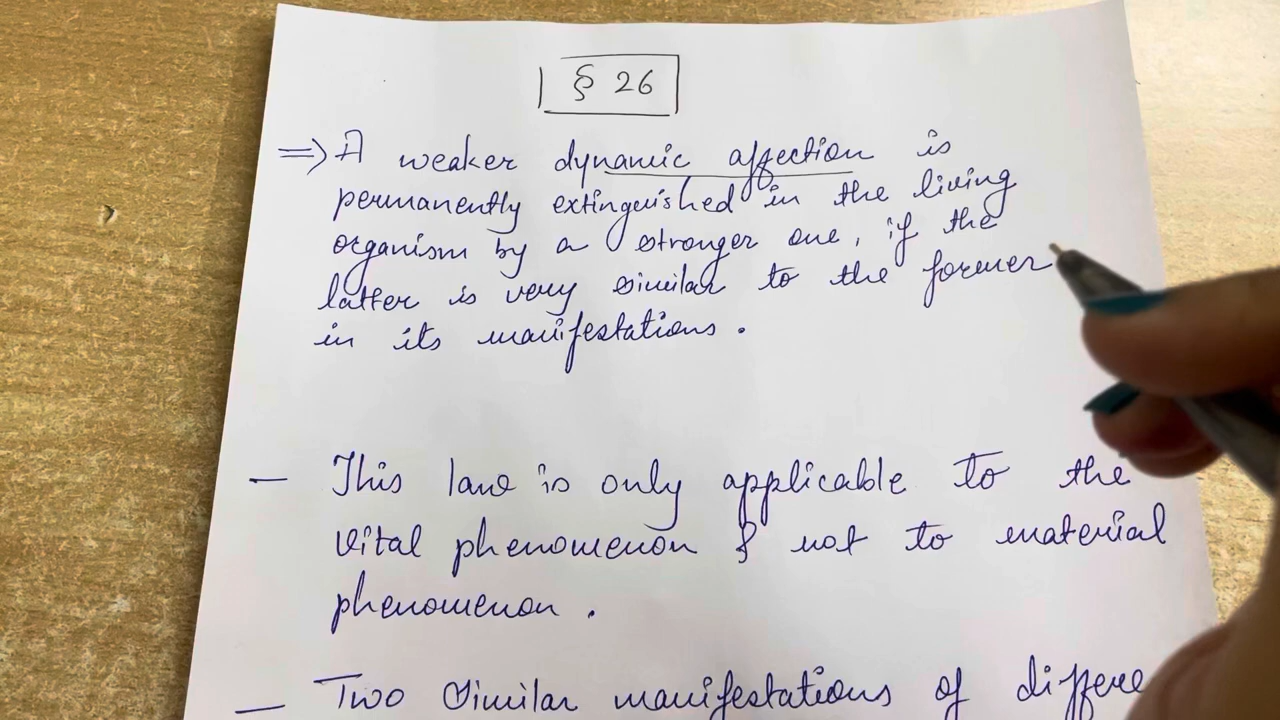 § 26
⇒ A weaker dynamic affection is
permanently extinguished in the living
organism by a stronger one, if the
latter is very similar to the former
in its manifestations.
- This law is only applicable to the
vital phenomenon & not to material
phenomenon.
- Two similar manifestations of differe